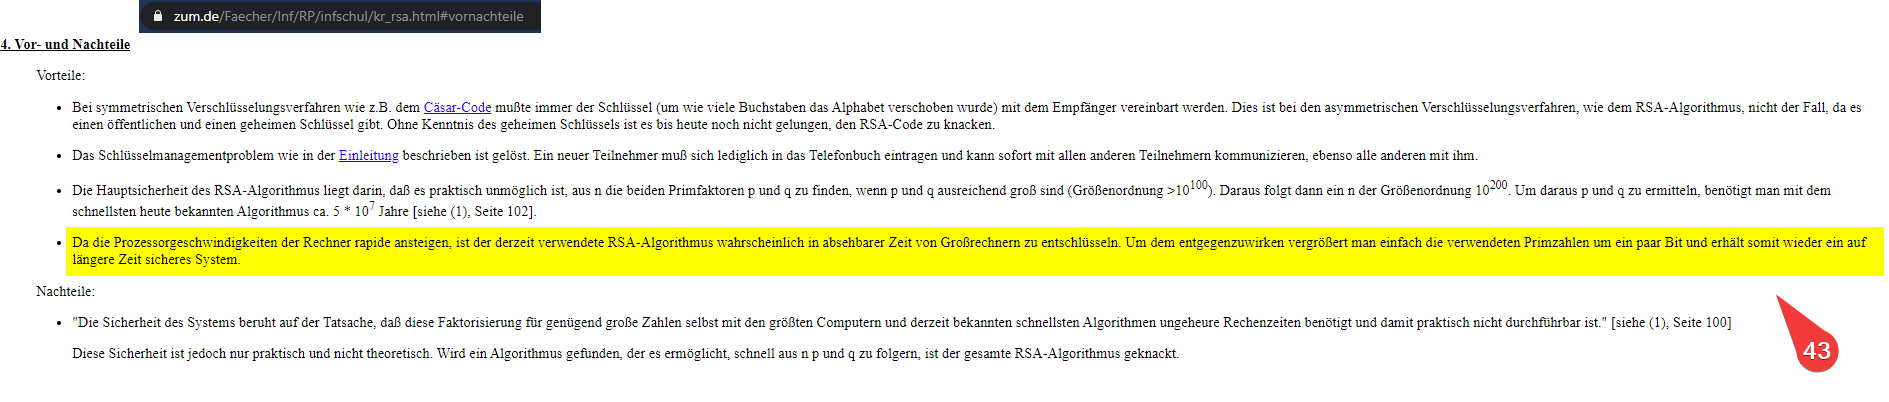 zum.de/Faecher/Inf/RP/infschul/kr_rsa.html#vornachteile
4. Vor- und Nachteile
Vorteile:
• Bei symmetrischen Verschlüsselungsverfahren wie z.B. dem Cäsar-Code mußte immer der Schlüssel (um wie viele Buchstaben das Alphabet verschoben wurde) mit dem Empfänger vereinbart werden. Dies ist bei den asymmetrischen Verschlüsselungsverfahren, wie dem RSA-Algorithmus, nicht der Fall, da es
einen öffentlichen und einen geheimen Schlüssel gibt. Ohne Kenntnis des geheimen Schlüssels ist es bis heute noch nicht gelungen, den RSA-Code zu knacken.
• Das Schlüsselmanagementproblem wie in der Einleitung beschrieben ist gelöst. Ein neuer Teilnehmer muß sich lediglich in das Telefonbuch eintragen und kann sofort mit allen anderen Teilnehmern kommunizieren, ebenso alle anderen mit ihm.
• Die Hauptsicherheit des RSA-Algorithmus liegt darin, daß es praktisch unmöglich ist, aus n die beiden Primfaktoren p und q zu finden, wenn p und q ausreichend groß sind (Größenordnung >10^100). Daraus folgt dann ein n der Größenordnung 10^200. Um daraus p und q zu ermitteln, benötigt man mit dem
schnellsten heute bekannten Algorithmus ca. 5 * 10^7 Jahre [siehe (1), Seite 102].
• Da die Prozessorgeschwindigkeiten der Rechner rapide ansteigen, ist der derzeit verwendete RSA-Algorithmus wahrscheinlich in absehbarer Zeit von Großrechnern zu entschlüsseln. Um dem entgegenzuwirken vergrößert man einfach die verwendeten Primzahlen um ein paar Bit und erhält somit wieder ein auf
längere Zeit sicheres System.
Nachteile:
• "Die Sicherheit des Systems beruht auf der Tatsache, daß diese Faktorisierung für genügend große Zahlen selbst mit den größten Computern und derzeit bekannten schnellsten Algorithmen ungeheure Rechenzeiten benötigt und damit praktisch nicht durchführbar ist." [siehe (1), Seite 100]
Diese Sicherheit ist jedoch nur praktisch und nicht theoretisch. Wird ein Algorithmus gefunden, der es ermöglicht, schnell aus n p und q zu folgern, ist der gesamte RSA-Algorithmus geknackt.
43